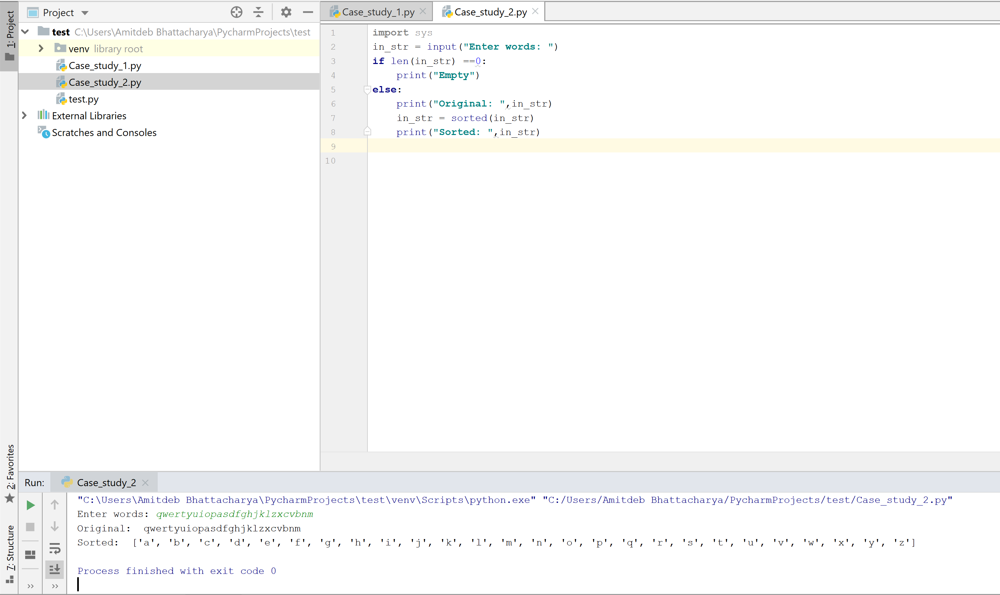 1: Project
Project
test C:\Users\Amitdeb Bhattacharya\PycharmProjects\test
venv library root
Case_study_1.py
Case_study_2.py
test.py
External Libraries
Scratches and Consoles
2: Favorites
7: Structure
Case_study_1.py
Case_study_2.py
1 import sys
2 in_str = input("Enter words: ")
3 if len(in_str) ==0:
4     print("Empty")
5 else:
6     print("Original: ",in_str)
7     in_str = sorted(in_str)
8     print("Sorted: ",in_str)
9
10
Run: Case_study_2
"C:\Users\Amitdeb Bhattacharya\PycharmProjects\test\venv\Scripts\python.exe" "C:/Users/Amitdeb Bhattacharya/PycharmProjects/test/Case_study_2.py"
Enter words: qwertyuiopasdfghjklzxcvbnm
Original:  qwertyuiopasdfghjklzxcvbnm
Sorted:  ['a', 'b', 'c', 'd', 'e', 'f', 'g', 'h', 'i', 'j', 'k', 'l', 'm', 'n', 'o', 'p', 'q', 'r', 's', 't', 'u', 'v', 'w', 'x', 'y', 'z']
Process finished with exit code 0